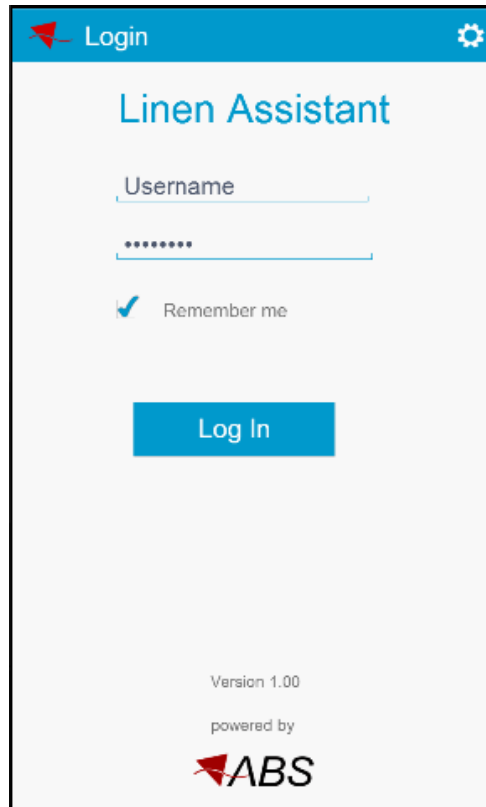 Login
Linen Assistant
Username
••••••••
Remember me
Log In
Version 1.00
powered by
ABS